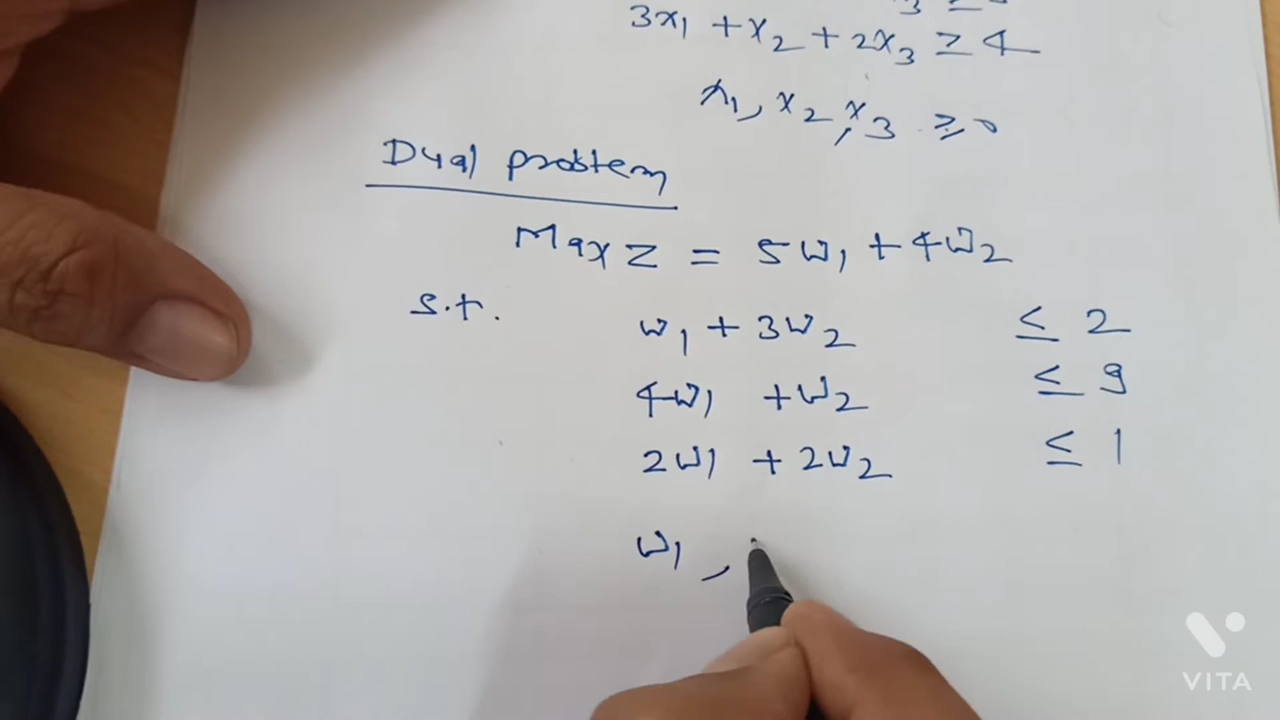 3 ≥
3x₁ + x₂ + 2x₃ ≥ 4
x₁, x₂, x₃ ≥ 0
Dual problem
Max Z = 5w₁ + 4w₂
s.t.
w₁ + 3w₂ ≤ 2
4w₁ + w₂ ≤ 9
2w₁ + 2w₂ ≤ 1
w₁ ,
VITA